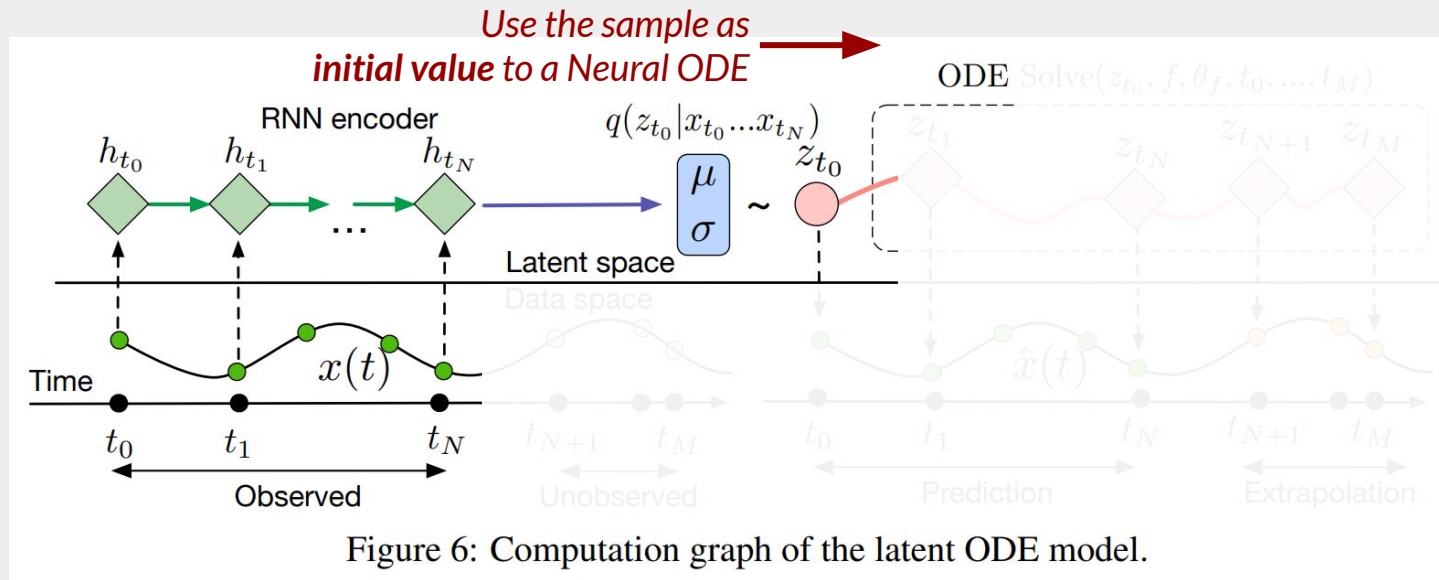 Use the sample as
initial value to a Neural ODE
ODE Solve(z_{t_0}, f, θ_f, t_0, ..., t_M)
RNN encoder
q(z_{t_0}|x_{t_0}...x_{t_N})
h_{t_0} h_{t_1} h_{t_N} z_{t_0} z_{t_1} z_{t_N} z_{t_{N+1}} z_{t_M}
μ
... σ ~
Latent space
Data space
x(t) x̂(t)
Time
t_0 t_1 t_N t_{N+1} t_M t_0 t_1 t_N t_{N+1} t_M
Observed Unobserved Prediction Extrapolation
Figure 6: Computation graph of the latent ODE model.